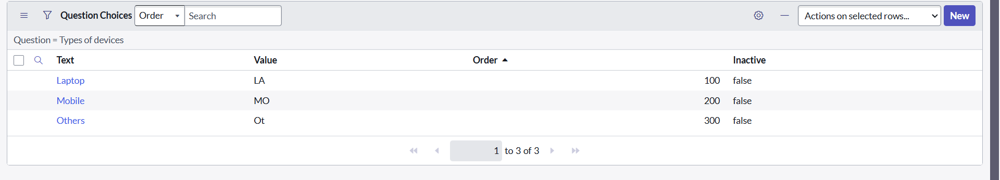 Question Choices Order Search Actions on selected rows... New
Question = Types of devices
Text Value Order Inactive
Laptop LA 100 false
Mobile MO 200 false
Others Ot 300 false
1 to 3 of 3